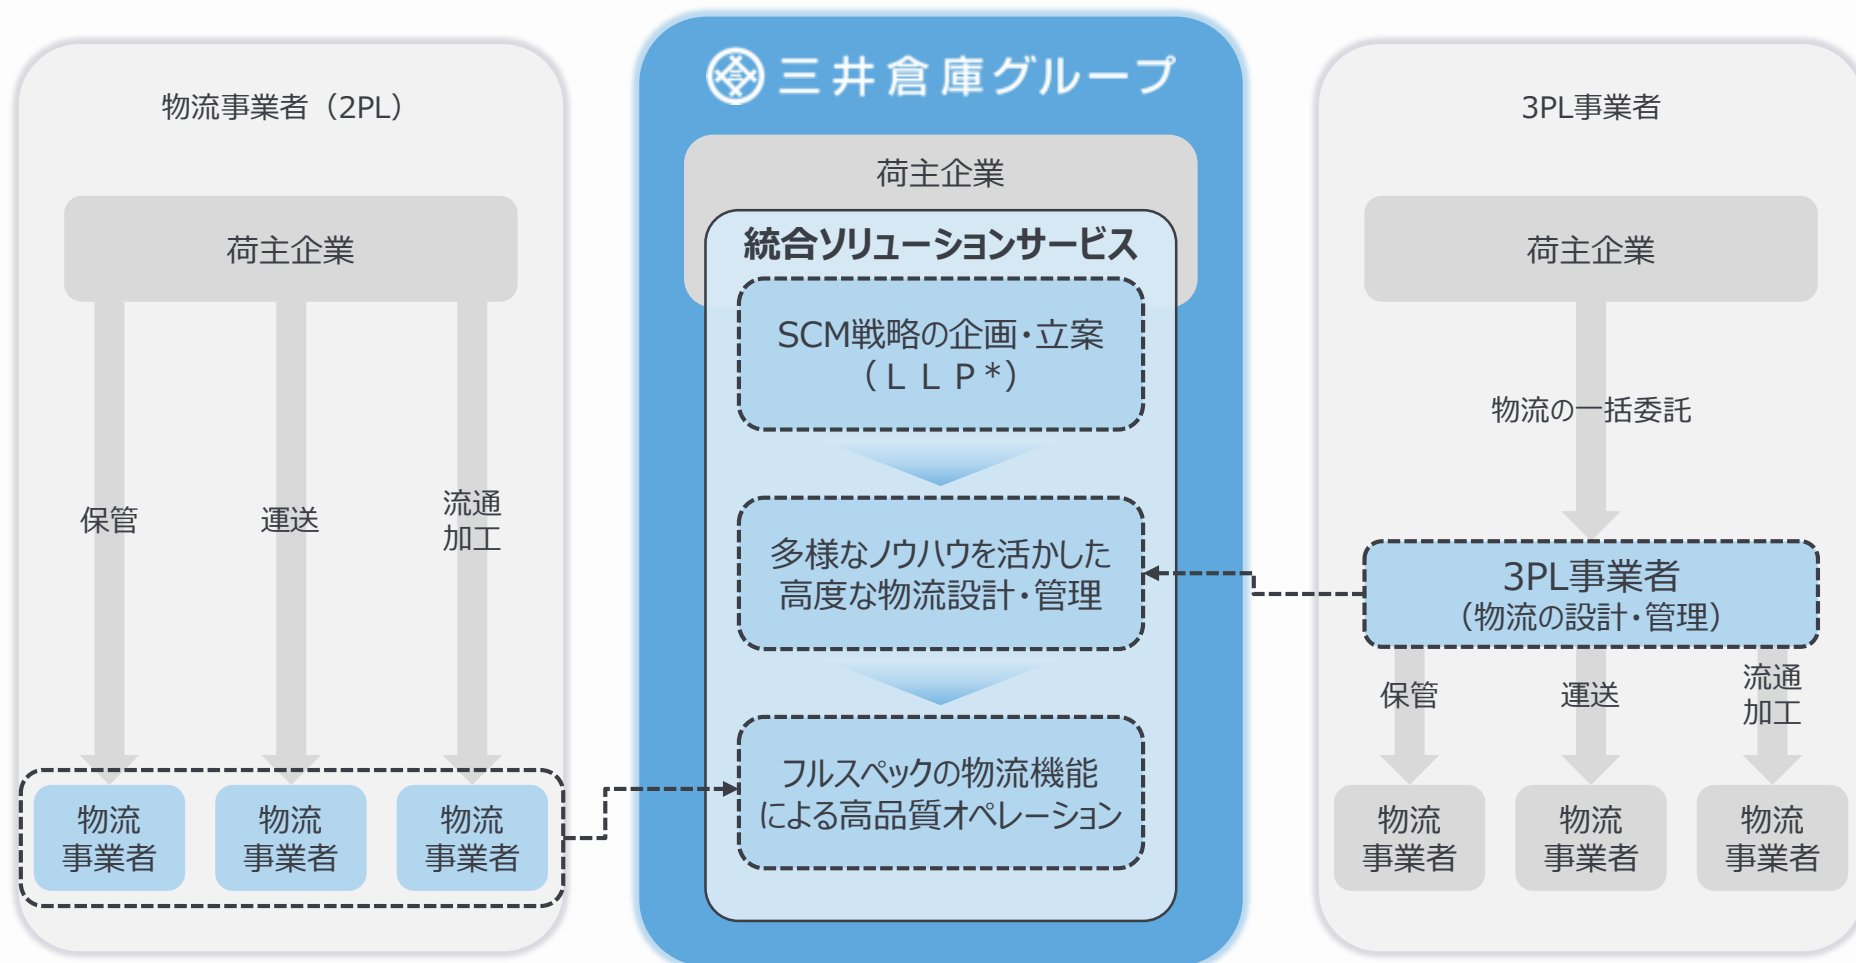 物流事業者（2PL）
荷主企業
保管
運送
流通
加工
物流
事業者
物流
事業者
物流
事業者
三井倉庫グループ
荷主企業
統合ソリューションサービス
SCM戦略の企画・立案
（ＬＬＰ*）
多様なノウハウを活かした
高度な物流設計・管理
フルスペックの物流機能
による高品質オペレーション
3PL事業者
荷主企業
物流の一括委託
3PL事業者
（物流の設計・管理）
保管
運送
流通
加工
物流
事業者
物流
事業者
物流
事業者